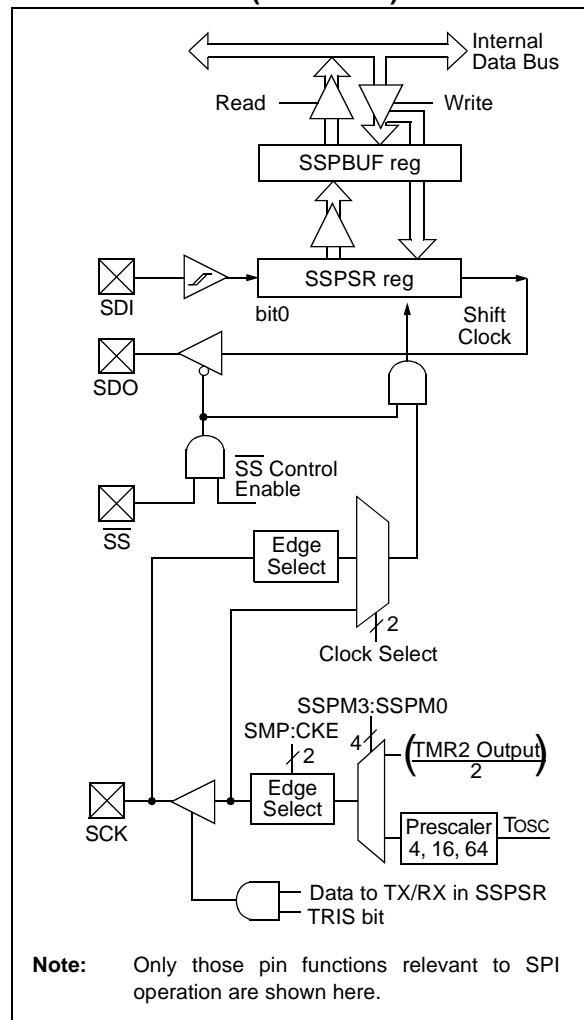 Internal
Data Bus
Read
Write
SSPBUF reg
SSPSR reg
SDI
bit0
Shift
Clock
SDO
SS Control
Enable
SS
Edge
Select
2
Clock Select
SSPM3:SSPM0
SMP:CKE
4
2
(TMR2 Output)
2
Edge
Select
SCK
Prescaler
4, 16, 64
TOSC
Data to TX/RX in SSPSR
TRIS bit
Note: Only those pin functions relevant to SPI
operation are shown here.